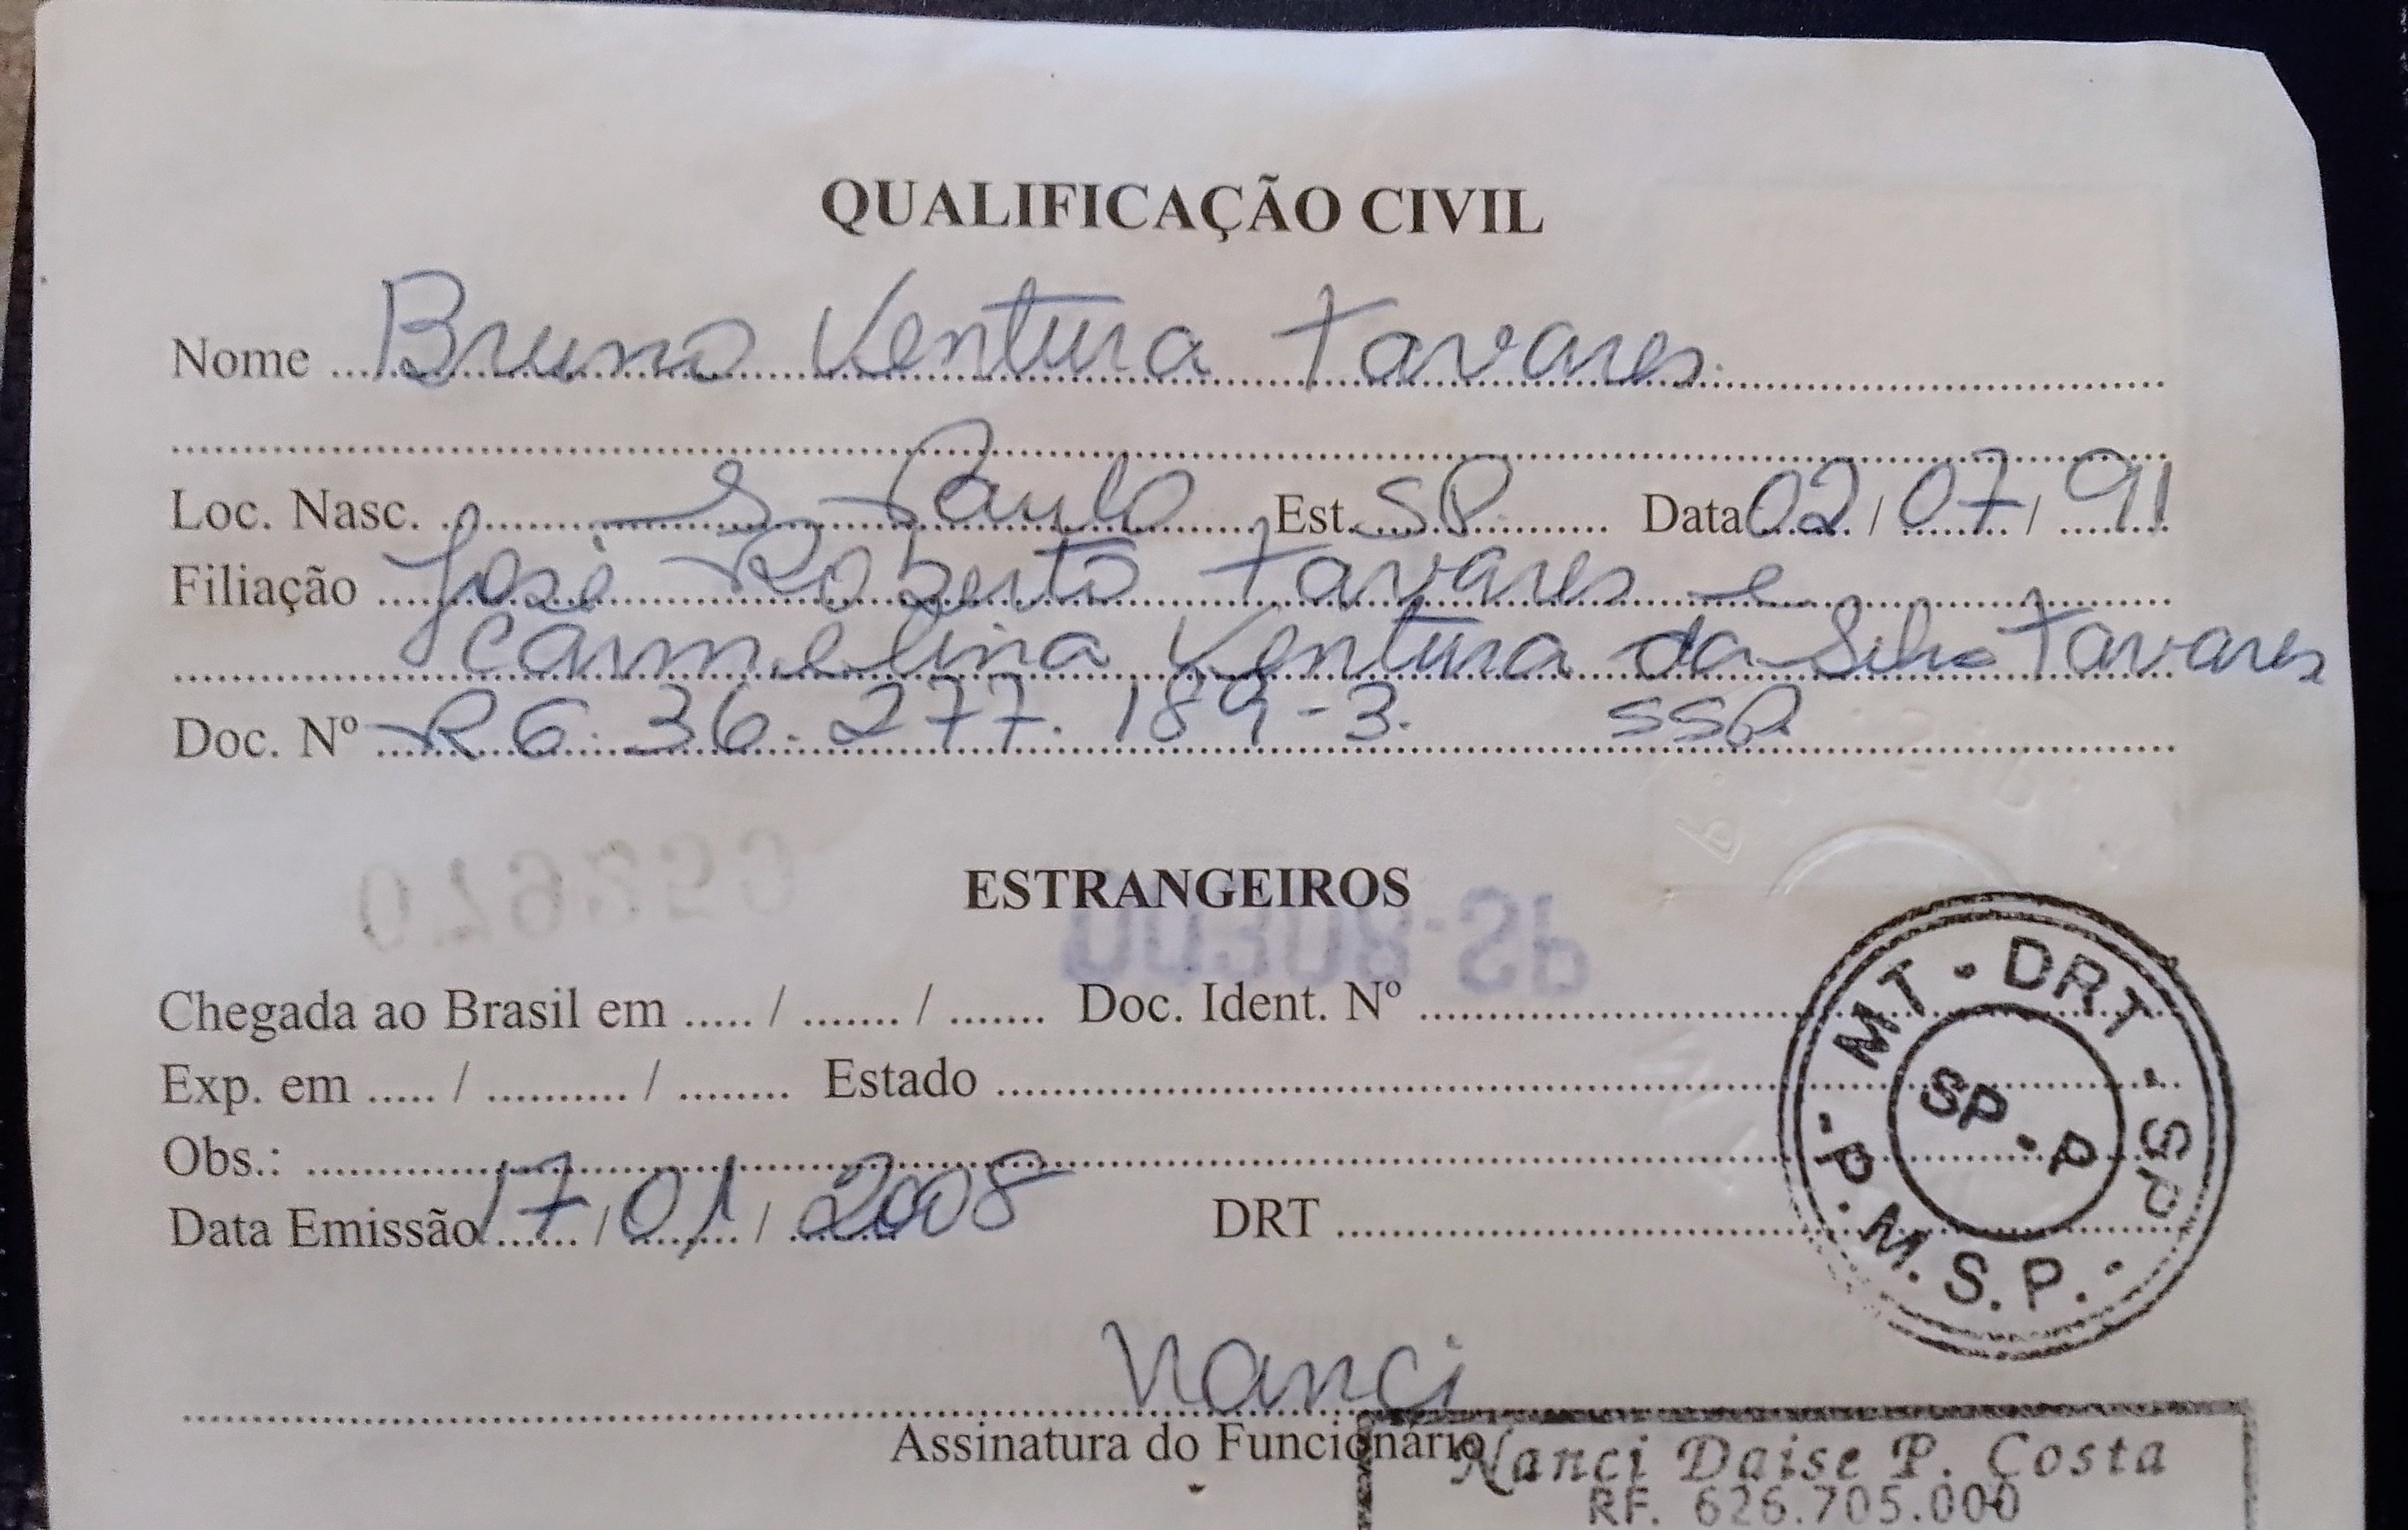 QUALIFICAÇÃO CIVIL
Nome Bruno Ventura Tavares
Loc. Nasc. S. Paulo Est. SP Data 02/07/91
Filiação José Roberto Tavares e
Carmelina Ventura da Silva Tavares
Doc. Nº RG. 36.277.189-3. SSP
ESTRANGEIROS
Chegada ao Brasil em ..... / ....... / ....... Doc. Ident. Nº
Exp. em ..... / .......... / ........ Estado
Obs.:
Data Emissão 17/01/2008 DRT
MT - DRT - SP - P.M.S.P. -
SP - P
Nanci
Assinatura do Funcionário
Nanci Daise P. Costa
RF. 626.705.000